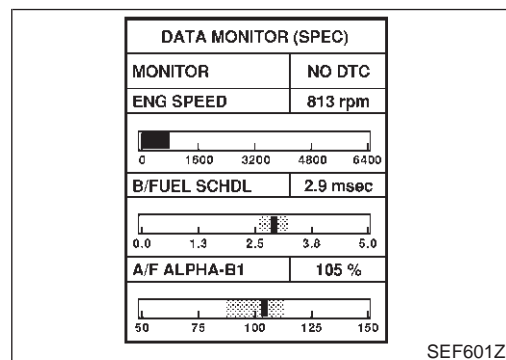 DATA MONITOR (SPEC)
MONITOR NO DTC
ENG SPEED 813 rpm
0 1600 3200 4800 6400
B/FUEL SCHDL 2.9 msec
0.0 1.3 2.5 3.8 5.0
A/F ALPHA-B1 105 %
50 75 100 125 150
SEF601Z